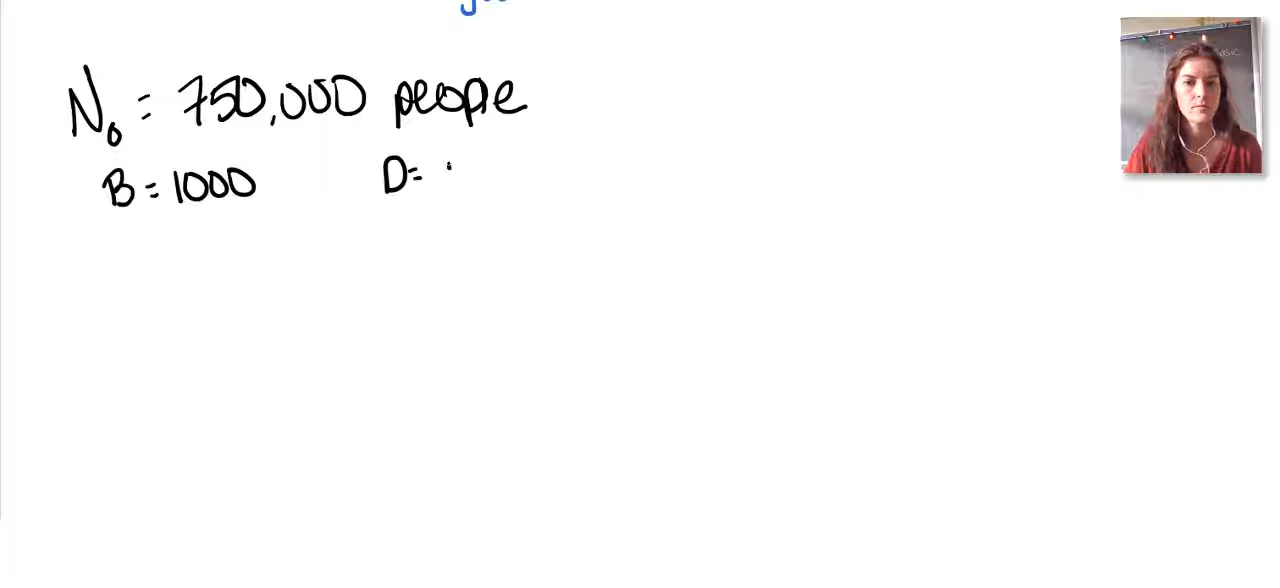 N₀ = 750,000 people
B = 1000 D =